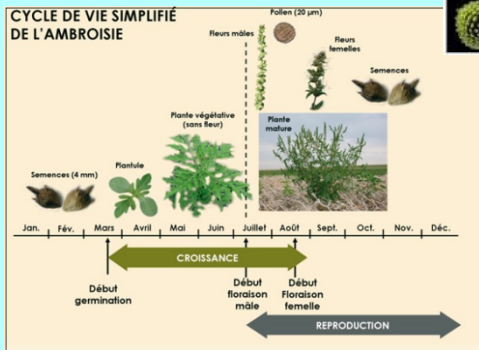 CYCLE DE VIE SIMPLIFIÉ
DE L'AMBROISIE
Pollen (20 µm)
Fleurs mâles
Fleurs
femelles
Semences
Plante végétative
(sans fleur)
Plante
mature
Semences (4 mm)
Plantule
Jan. Fév. Mars Avril Mai Juin Juillet Août Sept. Oct. Nov. Déc.
CROISSANCE
Début
germination
Début
floraison
mâle
Début
Floraison
femelle
REPRODUCTION